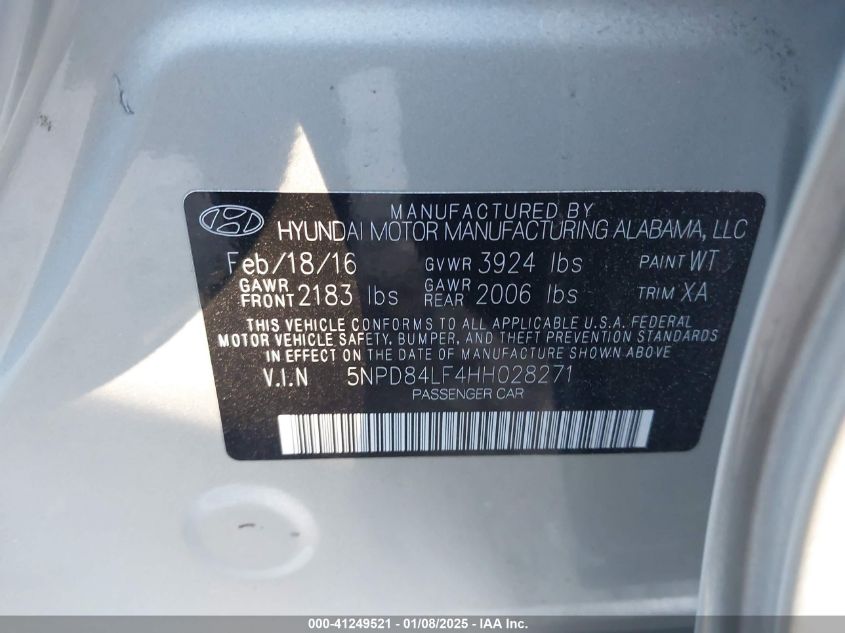 MANUFACTURED BY
HYUNDAI MOTOR MANUFACTURING ALABAMA, LLC
Feb/18/16 GVWR 3924 lbs PAINT WT
GAWR FRONT 2183 lbs GAWR REAR 2006 lbs TRIM XA
THIS VEHICLE CONFORMS TO ALL APPLICABLE U.S.A. FEDERAL
MOTOR VEHICLE SAFETY, BUMPER, AND THEFT PREVENTION STANDARDS
IN EFFECT ON THE DATE OF MANUFACTURE SHOWN ABOVE
V.I.N 5NPD84LF4HH028271
PASSENGER CAR
000-41249521 - 01/08/2025 - IAA Inc.